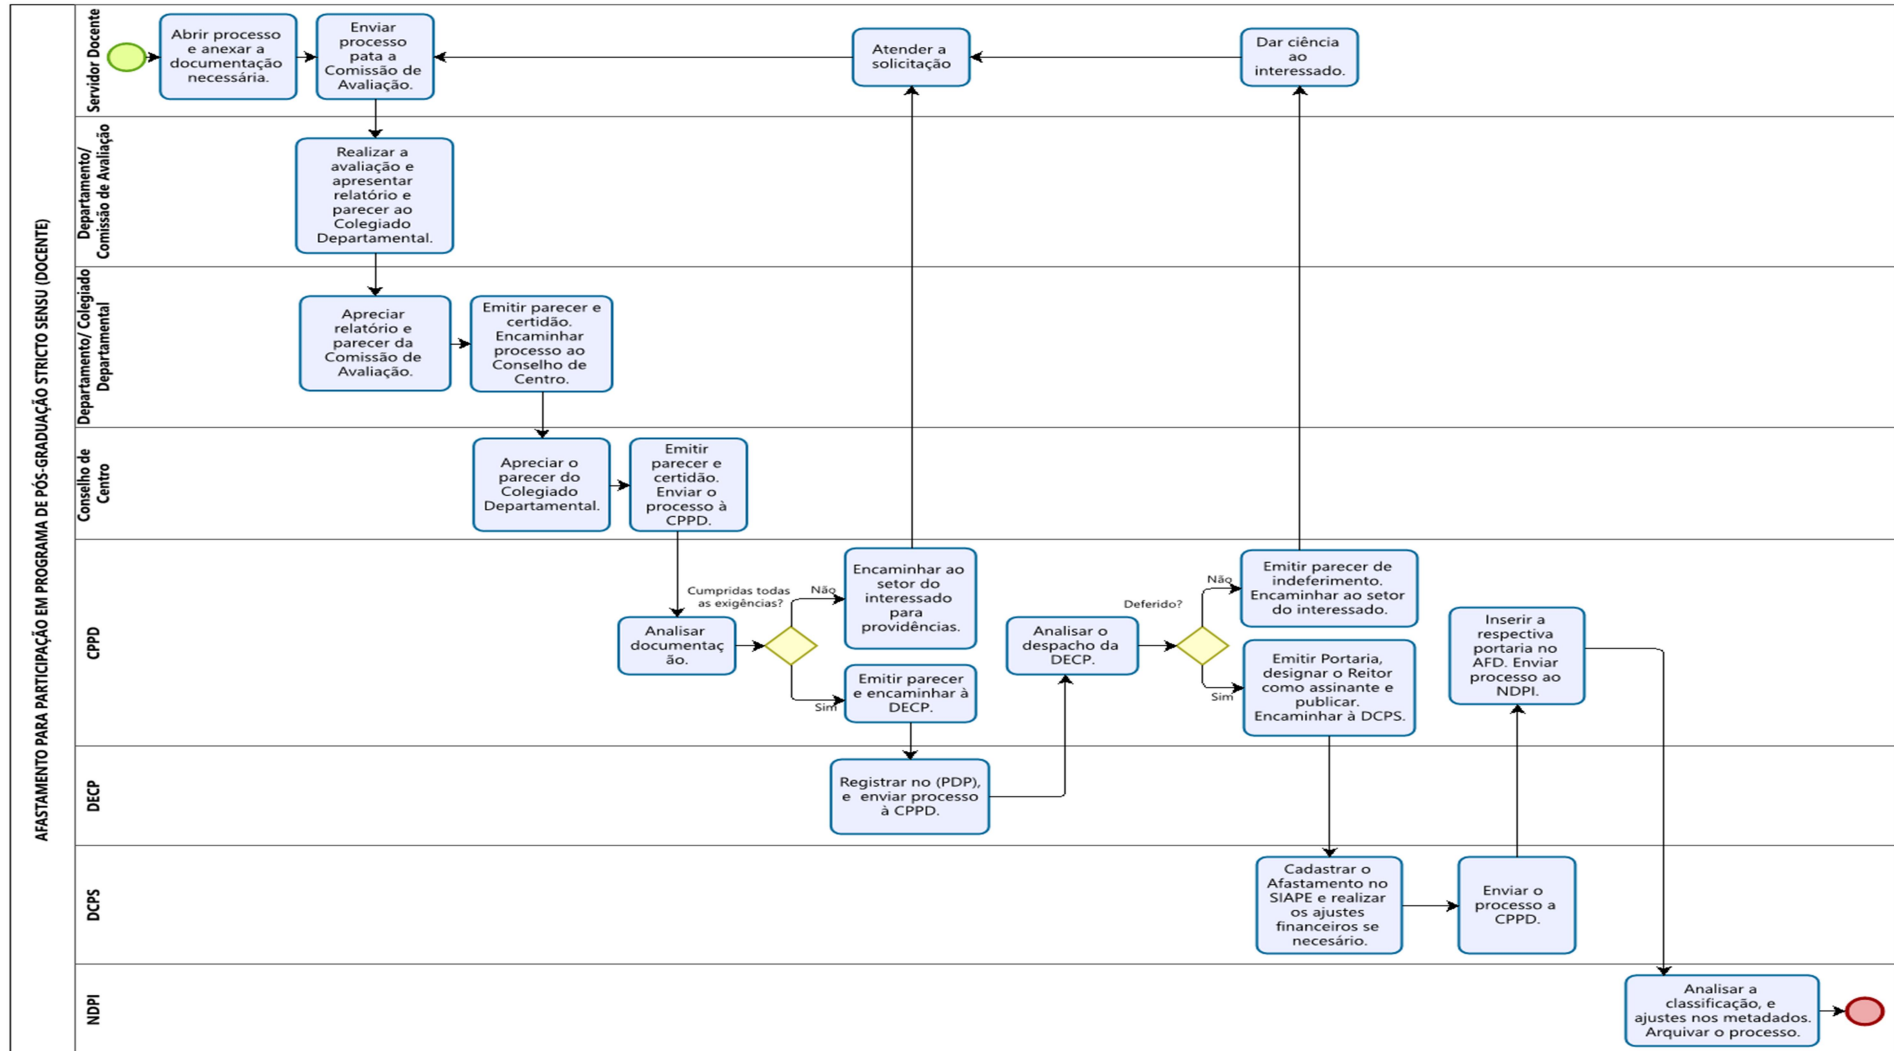 AFASTAMENTO PARA PARTICIPAÇÃO EM PROGRAMA DE PÓS-GRADUAÇÃO STRICTO SENSU (DOCENTE)
Servidor Docente
Abrir processo
e anexar a
documentação
necessária.
Enviar
processo
pata a
Comissão de
Avaliação.
Atender a
solicitação
Dar ciência
ao
interessado.
Departamento/
Comissão de Avaliação
Realizar a
avaliação e
apresentar
relatório e
parecer ao
Colegiado
Departamental.
Departamento/ Colegiado
Departamental
Apreciar
relatório e
parecer da
Comissão de
Avaliação.
Emitir parecer e
certidão.
Encaminhar
processo ao
Conselho de
Centro.
Conselho de
Centro
Apreciar o
parecer do
Colegiado
Departamental.
Emitir
parecer e
certidão.
Enviar o
processo à
CPPD.
CPPD
Analisar
documentaç
ão.
Cumpridas todas
as exigências?
Não
Encaminhar ao
setor do
interessado
para
providências.
Sim
Emitir parecer
e encaminhar à
DECP.
Analisar o
despacho da
DECP.
Deferido?
Não
Emitir parecer de
indeferimento.
Encaminhar ao setor
do interessado.
Sim
Emitir Portaria,
designar o Reitor
como assinante e
publicar.
Encaminhar à DCPS.
Inserir a
respectiva
portaria no
AFD. Enviar
processo ao
NDPI.
DECP
Registrar no (PDP),
e enviar processo
à CPPD.
DCPS
Cadastrar o
Afastamento no
SIAPE e realizar
os ajustes
financeiros se
necesário.
Enviar o
processo a
CPPD.
NDPI
Analisar a
classificação, e
ajustes nos metadados.
Arquivar o processo.